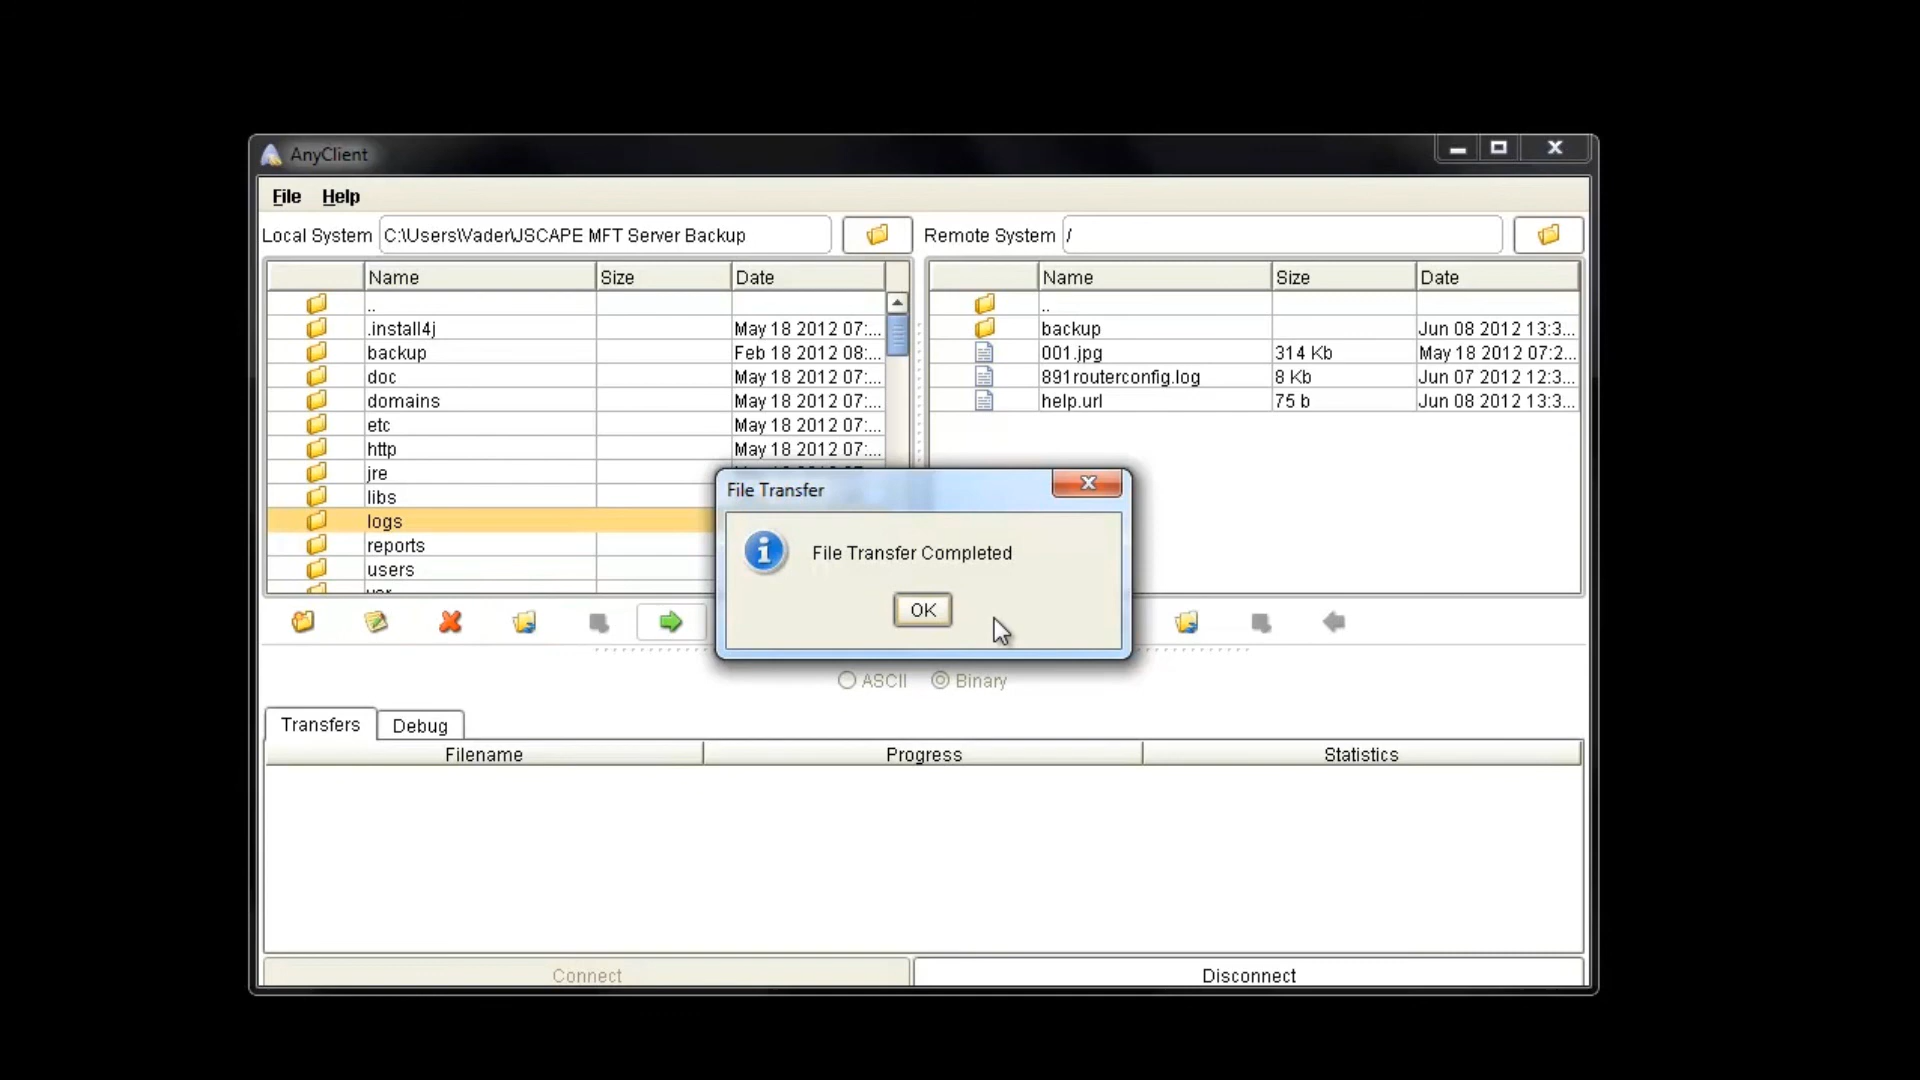 AnyClient
File Help
Local System C:\Users\Vader\JSCAPE MFT Server Backup Remote System /
Name Size Date Name Size Date
.. ..
.install4j May 18 2012 07:... backup Jun 08 2012 13:3...
backup Feb 18 2012 08:... 001.jpg 314 Kb May 18 2012 07:2...
doc May 18 2012 07:... 891routerconfig.log 8 Kb Jun 07 2012 12:3...
domains May 18 2012 07:... help.url 75 b Jun 08 2012 13:3...
etc May 18 2012 07:...
http May 18 2012 07:...
jre
libs
logs
reports
users
File Transfer
File Transfer Completed
OK
ASCII Binary
Transfers Debug
Filename Progress Statistics
Connect Disconnect